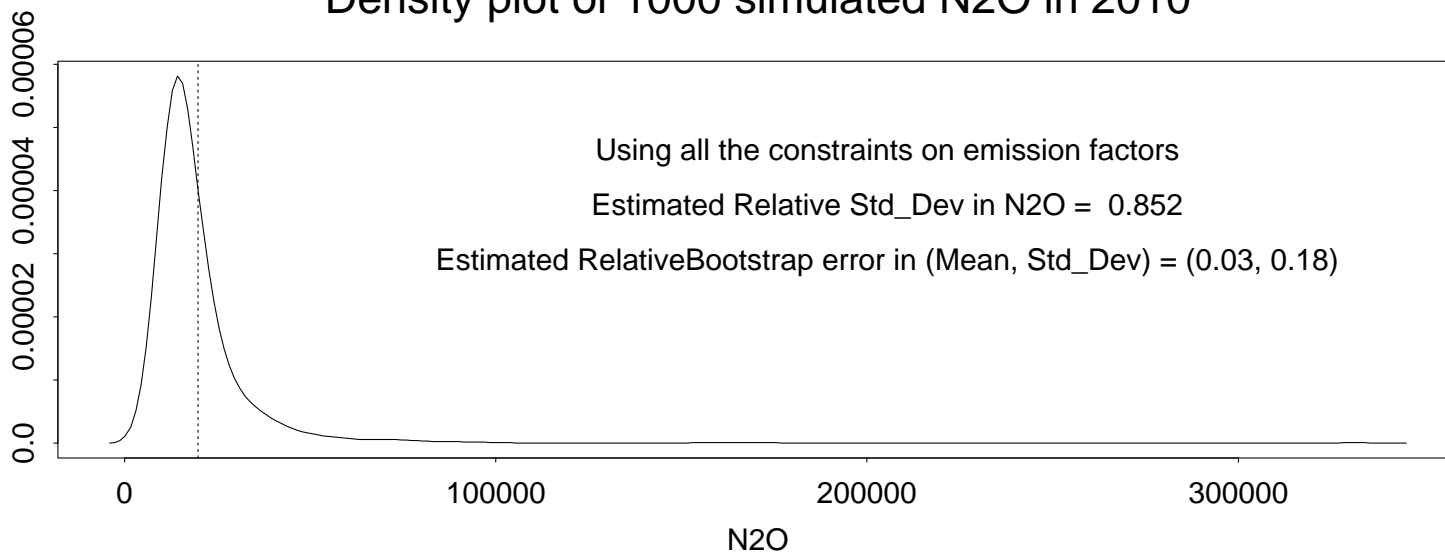 Density plot of 1000 simulated N2O in 2010
0.00006
0.00004
0.00002
0.0
Using all the constraints on emission factors
Estimated Relative Std_Dev in N2O =  0.852
Estimated RelativeBootstrap error in (Mean, Std_Dev) = (0.03, 0.18)
0 100000 200000 300000
N2O